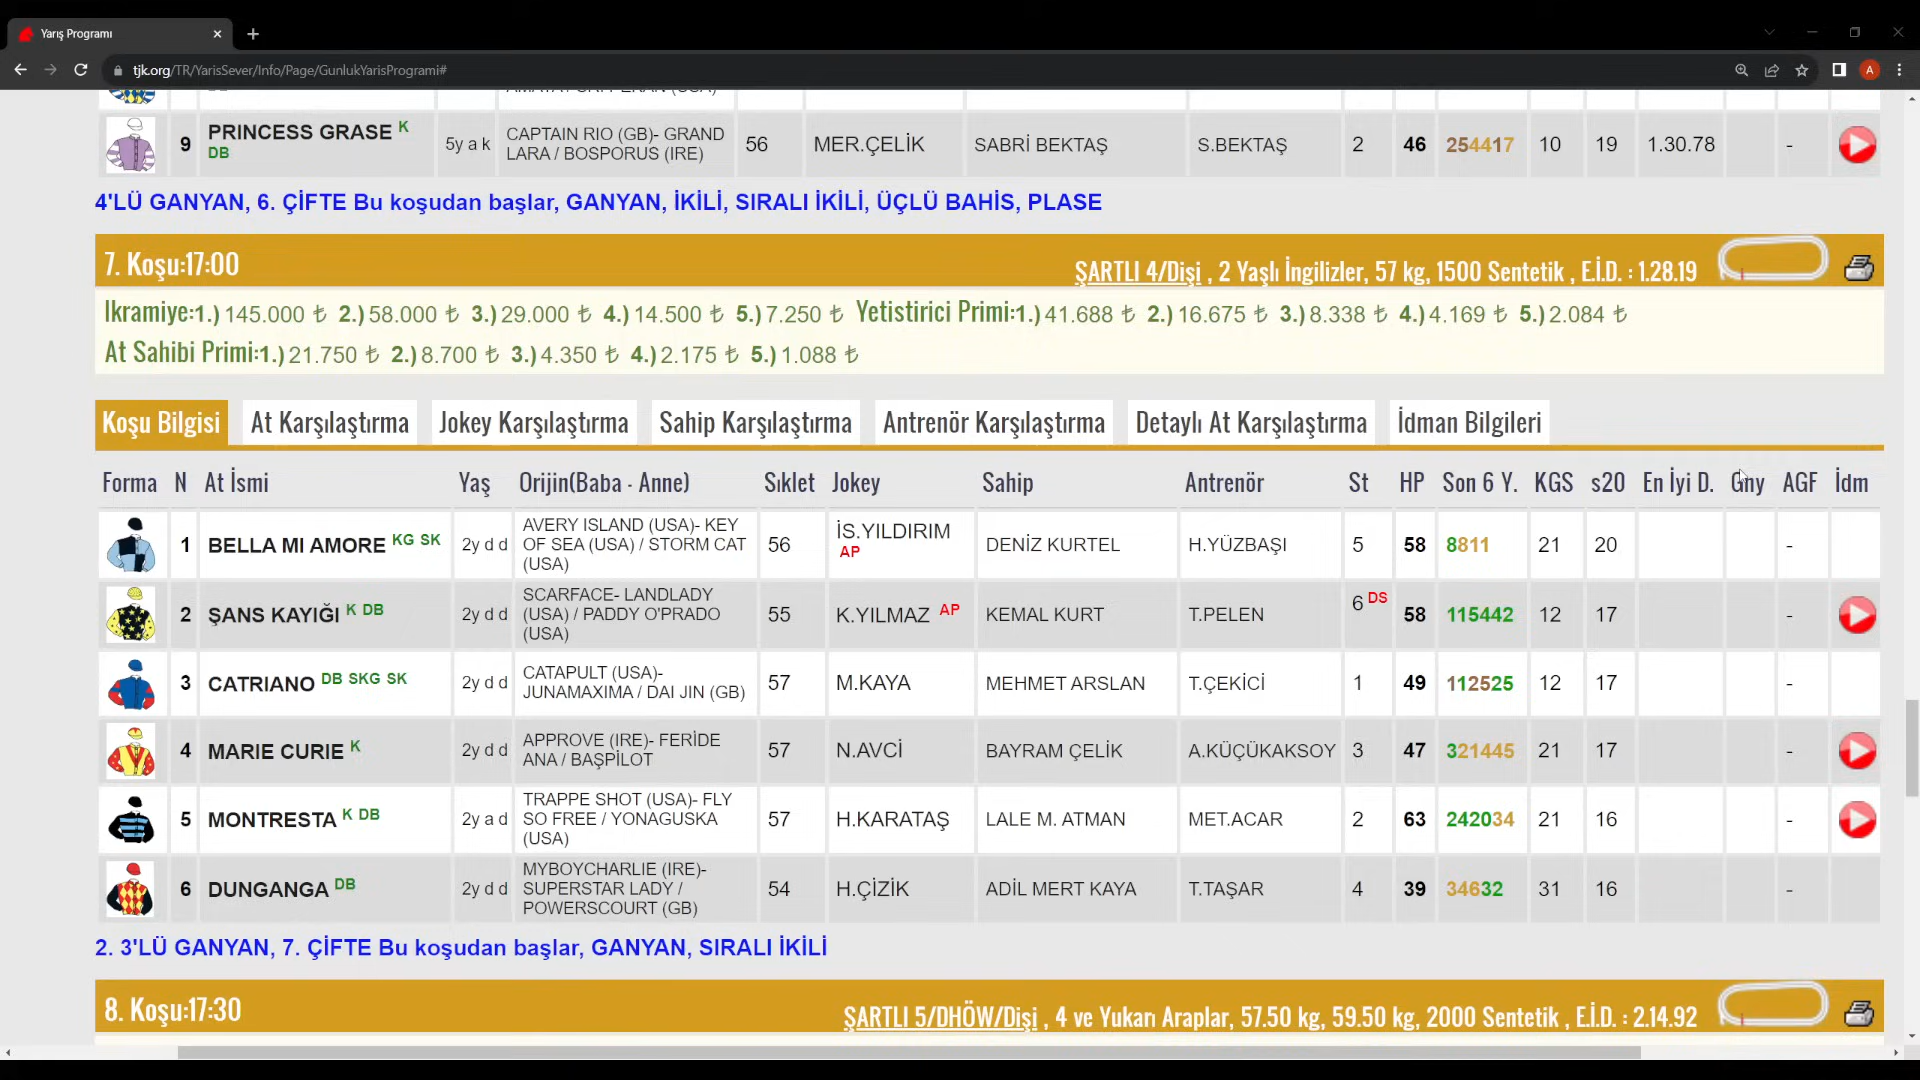 Yarış Programı
tjk.org/TR/YarisSever/Info/Page/GunlukYarisProgrami#
A
9 PRINCESS GRASE K DB 5y a k CAPTAIN RIO (GB)- GRAND LARA / BOSPORUS (IRE) 56 MER.ÇELİK SABRİ BEKTAŞ S.BEKTAŞ 2 46 254417 10 19 1.30.78 -
4'LÜ GANYAN, 6. ÇİFTE Bu koşudan başlar, GANYAN, İKİLİ, SIRALI İKİLİ, ÜÇLÜ BAHİS, PLASE
7. Koşu:17:00
ŞARTLI 4/Dişi , 2 Yaşlı İngilizler, 57 kg, 1500 Sentetik , E.İ.D. : 1.28.19
Ikramiye:1.) 145.000 ₺ 2.) 58.000 ₺ 3.) 29.000 ₺ 4.) 14.500 ₺ 5.) 7.250 ₺ Yetistirici Primi:1.) 41.688 ₺ 2.) 16.675 ₺ 3.) 8.338 ₺ 4.) 4.169 ₺ 5.) 2.084 ₺
At Sahibi Primi:1.) 21.750 ₺ 2.) 8.700 ₺ 3.) 4.350 ₺ 4.) 2.175 ₺ 5.) 1.088 ₺
Koşu Bilgisi At Karşılaştırma Jokey Karşılaştırma Sahip Karşılaştırma Antrenör Karşılaştırma Detaylı At Karşılaştırma İdman Bilgileri
Forma N At İsmi Yaş Orijin(Baba - Anne) Sıklet Jokey Sahip Antrenör St HP Son 6 Y. KGS s20 En İyi D. Gny AGF İdm
1 BELLA MI AMORE KG SK 2y d d AVERY ISLAND (USA)- KEY OF SEA (USA) / STORM CAT (USA) 56 İS.YILDIRIM AP DENİZ KURTEL H.YÜZBAŞI 5 58 8811 21 20 -
2 ŞANS KAYIĞI K DB 2y d d SCARFACE- LANDLADY (USA) / PADDY O'PRADO (USA) 55 K.YILMAZ AP KEMAL KURT T.PELEN 6 DS 58 115442 12 17 -
3 CATRIANO DB SKG SK 2y d d CATAPULT (USA)- JUNAMAXIMA / DAI JIN (GB) 57 M.KAYA MEHMET ARSLAN T.ÇEKİCİ 1 49 112525 12 17 -
4 MARIE CURIE K 2y d d APPROVE (IRE)- FERİDE ANA / BAŞPİLOT 57 N.AVCİ BAYRAM ÇELİK A.KÜÇÜKAKSOY 3 47 321445 21 17 -
5 MONTRESTA K DB 2y a d TRAPPE SHOT (USA)- FLY SO FREE / YONAGUSKA (USA) 57 H.KARATAŞ LALE M. ATMAN MET.ACAR 2 63 242034 21 16 -
6 DUNGANGA DB 2y d d MYBOYCHARLIE (IRE)- SUPERSTAR LADY / POWERSCOURT (GB) 54 H.ÇİZİK ADİL MERT KAYA T.TAŞAR 4 39 34632 31 16 -
2. 3'LÜ GANYAN, 7. ÇİFTE Bu koşudan başlar, GANYAN, SIRALI İKİLİ
8. Koşu:17:30
ŞARTLI 5/DHÖW/Dişi , 4 ve Yukarı Araplar, 57.50 kg, 59.50 kg, 2000 Sentetik , E.İ.D. : 2.14.92